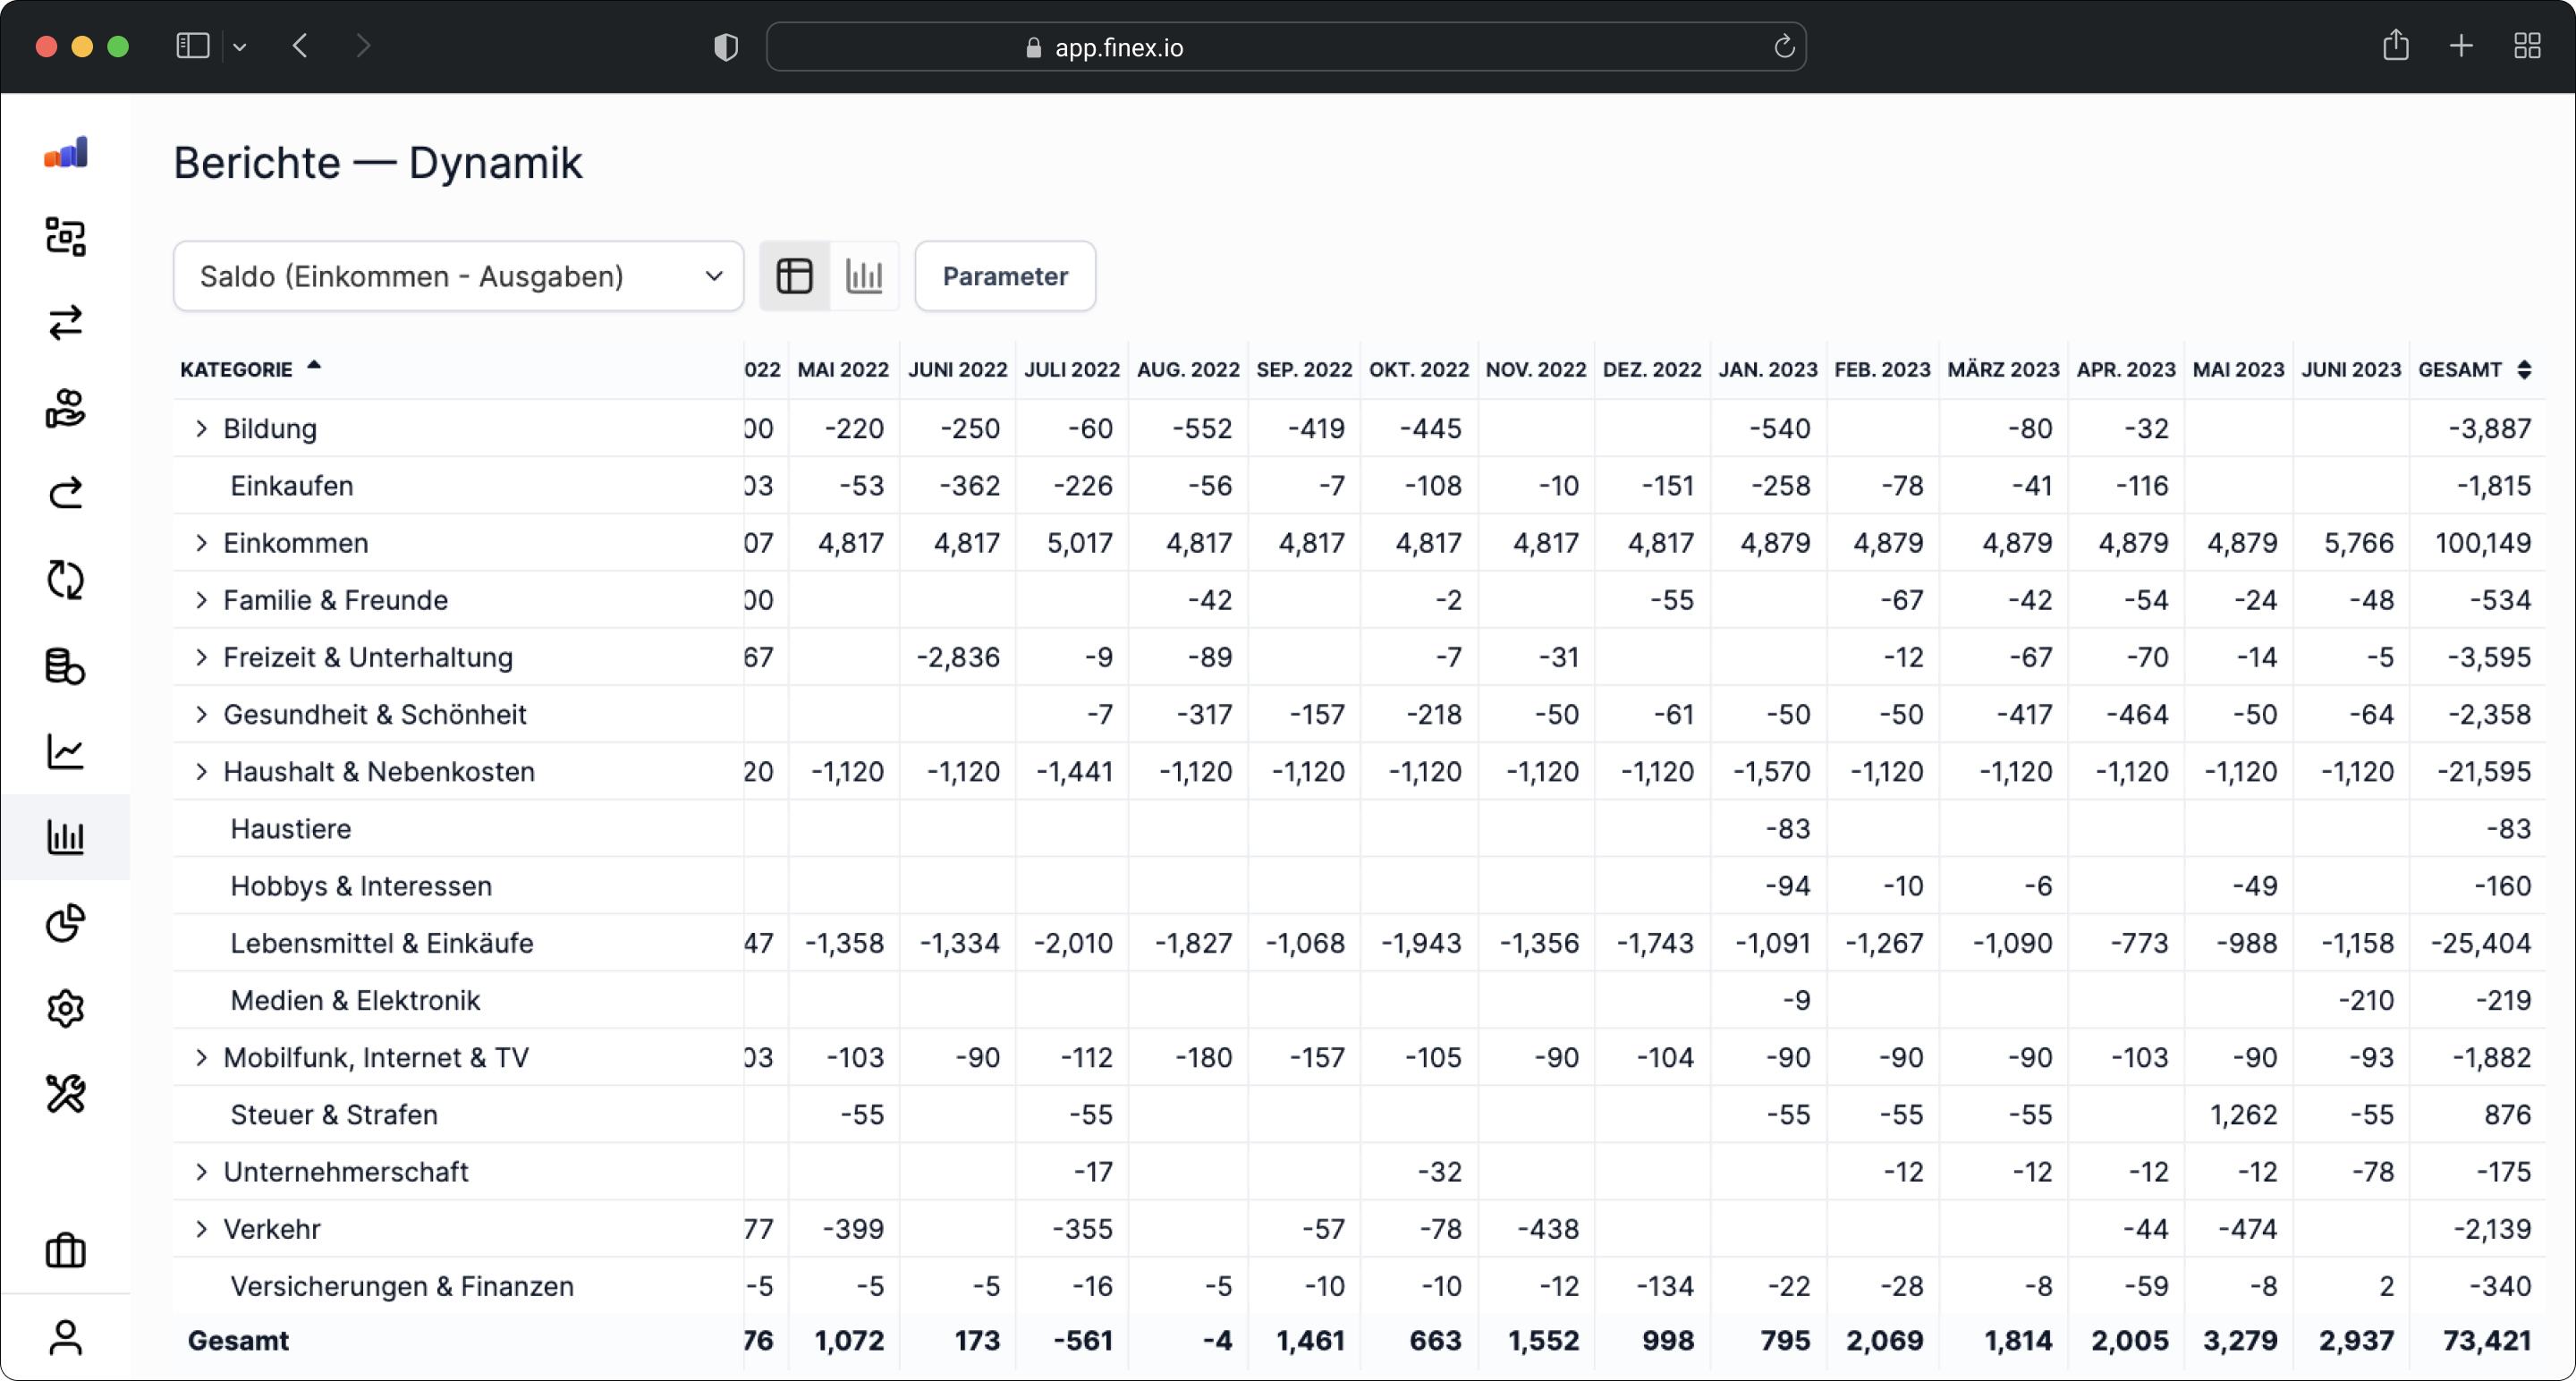 app.finex.io
Berichte — Dynamik
Saldo (Einkommen - Ausgaben) Parameter
KATEGORIE 022 MAI 2022 JUNI 2022 JULI 2022 AUG. 2022 SEP. 2022 OKT. 2022 NOV. 2022 DEZ. 2022 JAN. 2023 FEB. 2023 MÄRZ 2023 APR. 2023 MAI 2023 JUNI 2023 GESAMT
Bildung 00 -220 -250 -60 -552 -419 -445 -540 -80 -32 -3,887
Einkaufen 03 -53 -362 -226 -56 -7 -108 -10 -151 -258 -78 -41 -116 -1,815
Einkommen 07 4,817 4,817 5,017 4,817 4,817 4,817 4,817 4,817 4,879 4,879 4,879 4,879 4,879 5,766 100,149
Familie & Freunde 00 -42 -2 -55 -67 -42 -54 -24 -48 -534
Freizeit & Unterhaltung 67 -2,836 -9 -89 -7 -31 -12 -67 -70 -14 -5 -3,595
Gesundheit & Schönheit -7 -317 -157 -218 -50 -61 -50 -50 -417 -464 -50 -64 -2,358
Haushalt & Nebenkosten 20 -1,120 -1,120 -1,441 -1,120 -1,120 -1,120 -1,120 -1,120 -1,570 -1,120 -1,120 -1,120 -1,120 -1,120 -21,595
Haustiere -83 -83
Hobbys & Interessen -94 -10 -6 -49 -160
Lebensmittel & Einkäufe 47 -1,358 -1,334 -2,010 -1,827 -1,068 -1,943 -1,356 -1,743 -1,091 -1,267 -1,090 -773 -988 -1,158 -25,404
Medien & Elektronik -9 -210 -219
Mobilfunk, Internet & TV 03 -103 -90 -112 -180 -157 -105 -90 -104 -90 -90 -90 -103 -90 -93 -1,882
Steuer & Strafen -55 -55 -55 -55 -55 1,262 -55 876
Unternehmerschaft -17 -32 -12 -12 -12 -12 -78 -175
Verkehr 77 -399 -355 -57 -78 -438 -44 -474 -2,139
Versicherungen & Finanzen -5 -5 -5 -16 -5 -10 -10 -12 -134 -22 -28 -8 -59 -8 2 -340
Gesamt 76 1,072 173 -561 -4 1,461 663 1,552 998 795 2,069 1,814 2,005 3,279 2,937 73,421